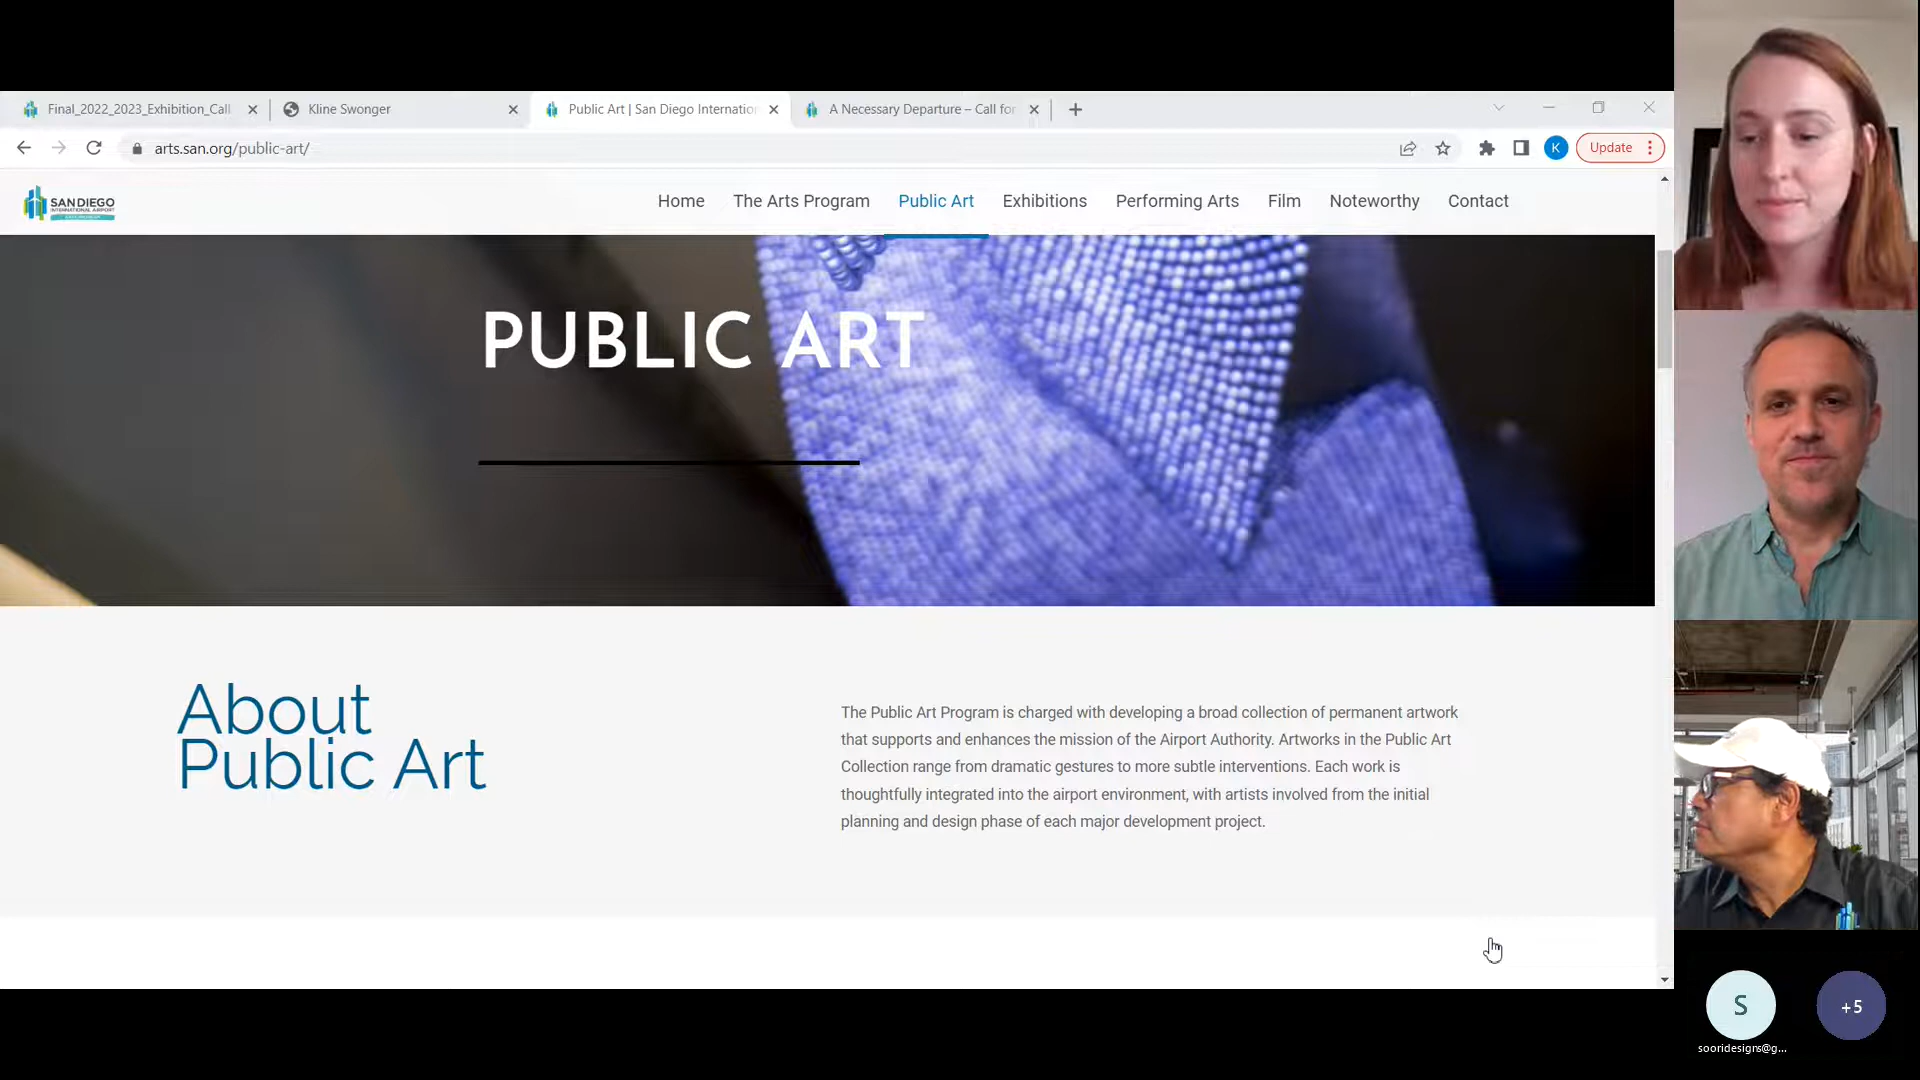 Final_2022_2023_Exhibition_Call
Kline Swonger
Public Art | San Diego Internatio
A Necessary Departure – Call for
arts.san.org/public-art/
K
Update
SAN DIEGO
INTERNATIONAL AIRPORT
Home
The Arts Program
Public Art
Exhibitions
Performing Arts
Film
Noteworthy
Contact
PUBLIC ART
About
Public Art
The Public Art Program is charged with developing a broad collection of permanent artwork
that supports and enhances the mission of the Airport Authority. Artworks in the Public Art
Collection range from dramatic gestures to more subtle interventions. Each work is
thoughtfully integrated into the airport environment, with artists involved from the initial
planning and design phase of each major development project.
S
+5
sooridesigns@g...